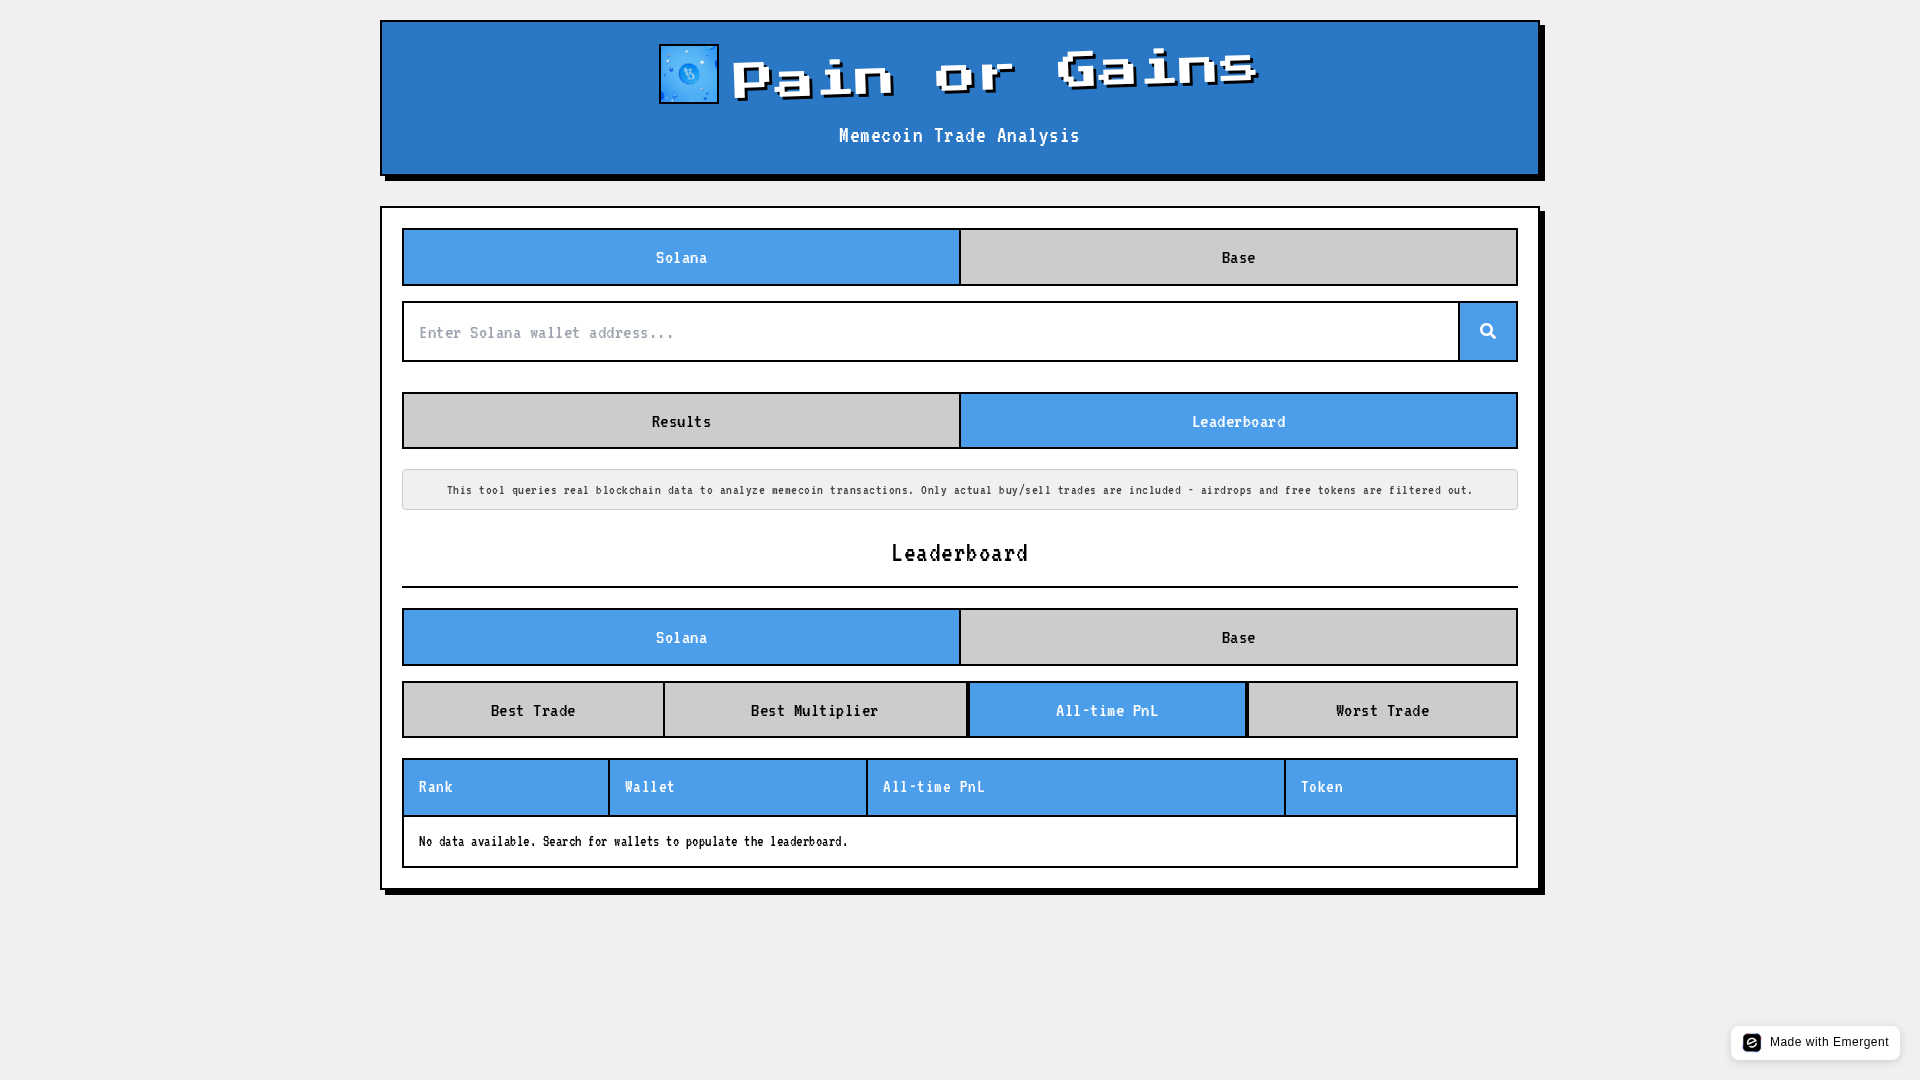 Pain or Gains
Memecoin Trade Analysis
Solana
Base
Enter Solana wallet address...
Results
Leaderboard
This tool queries real blockchain data to analyze memecoin transactions. Only actual buy/sell trades are included - airdrops and free tokens are filtered out.
Leaderboard
Solana
Base
Best Trade
Best Multiplier
All-time PnL
Worst Trade
Rank
Wallet
All-time PnL
Token
No data available. Search for wallets to populate the leaderboard.
Made with Emergent